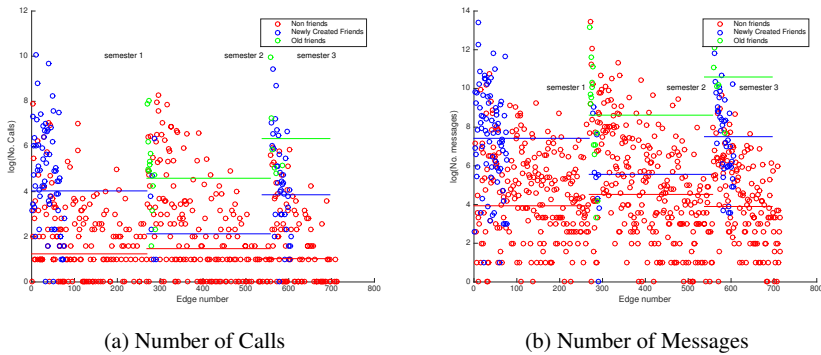 14
12
10
8
6
4
2
0
0 100 200 300 400 500 600 700 800
log(No. Calls)
Edge number
Non friends
Newly Created Friends
Old friends
semester 1
semester 2
semester 3
(a) Number of Calls
14
12
10
8
6
4
2
0
0 100 200 300 400 500 600 700 800
log(No. messages)
Edge number
Non friends
Newly Created Friends
Old friends
semester 1
semester 2
semester 3
(b) Number of Messages